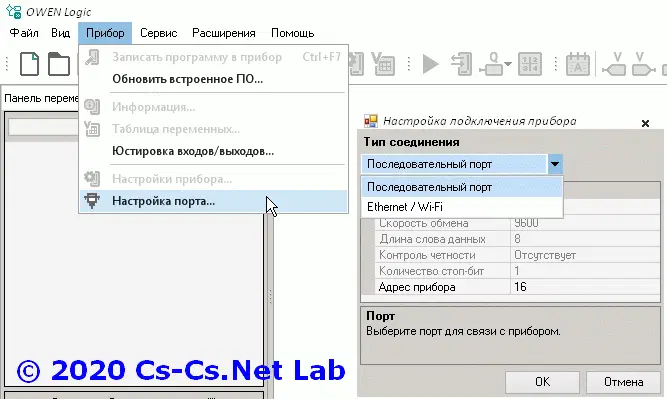 OWEN Logic
Файл Вид Прибор Сервис Расширения Помощь
Записать программу в прибор Ctrl+F7
Обновить встроенное ПО...
Информация...
Таблица переменных...
Юстировка входов/выходов...
Настройки прибора...
Настройка порта...
Панель переме
Настройка подключения прибора
Тип соединения
Последовательный порт
Последовательный порт
Ethernet / Wi-Fi
Скорость обмена 9600
Длина слова данных 8
Контроль четности Отсутствует
Количество стоп-бит 1
Адрес прибора 16
Порт
Выберите порт для связи с прибором.
OK Отмена
© 2020 Cs-Cs.Net Lab